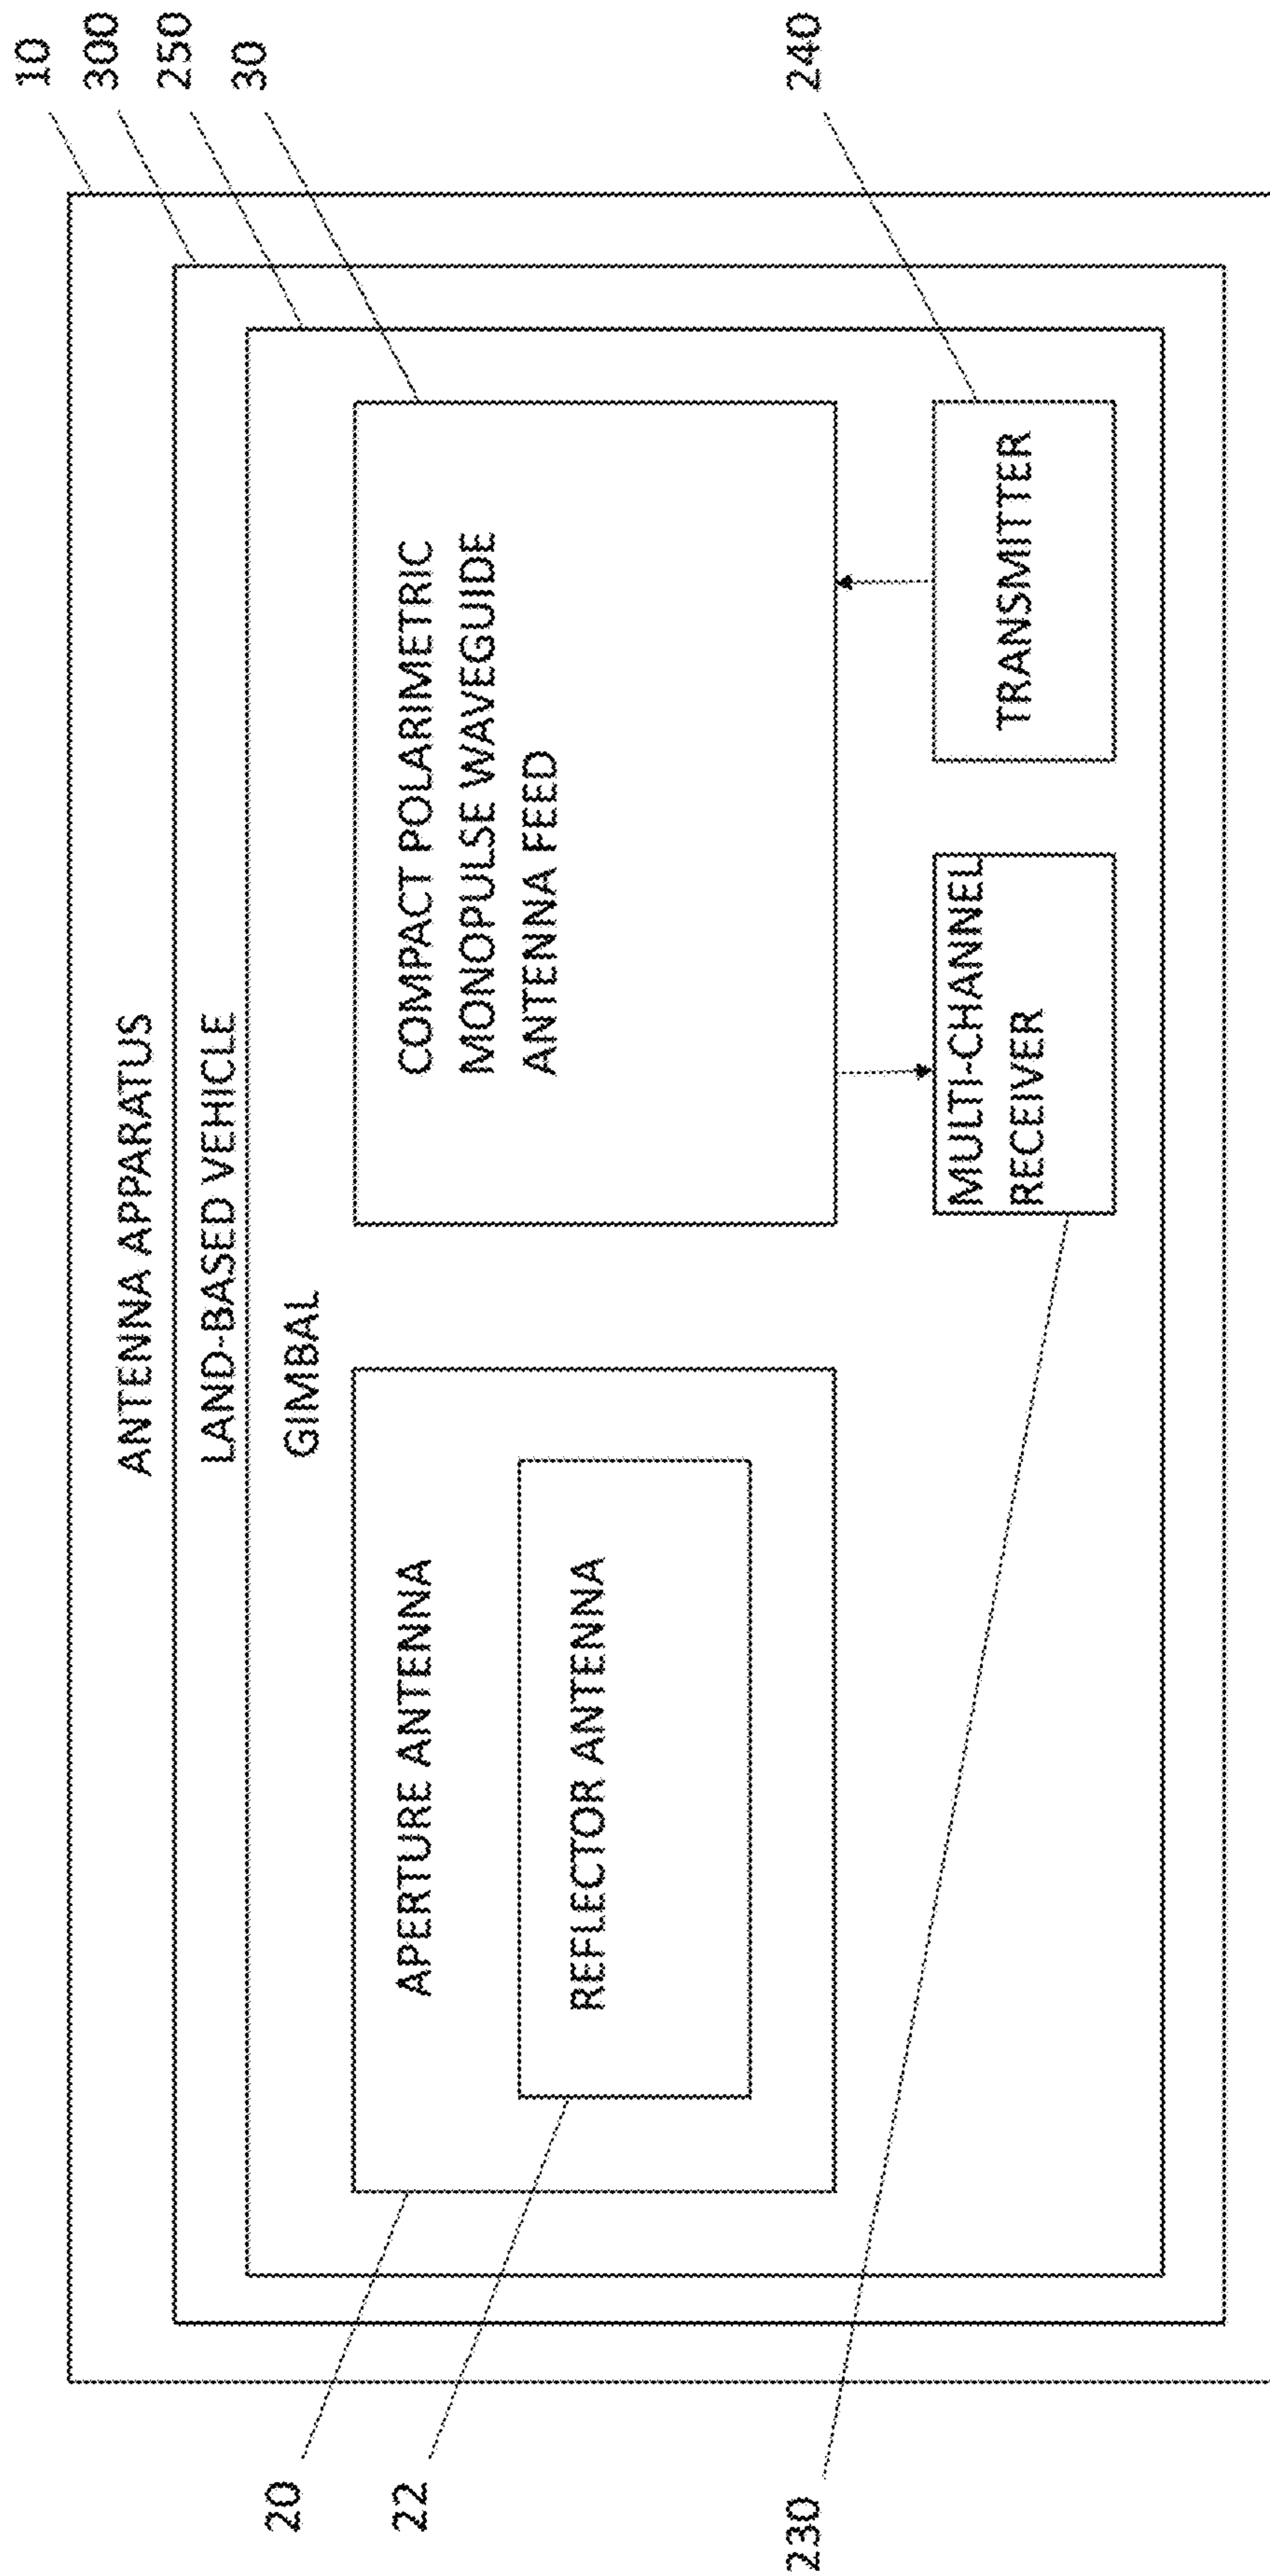 10
300
250
30
240
ANTENNA APPARATUS
LAND-BASED VEHICLE
GIMBAL
APERTURE ANTENNA
REFLECTOR ANTENNA
COMPACT POLARIMETRIC
MONOPULSE WAVEGUIDE
ANTENNA FEED
MULTI-CHANNEL
RECEIVER
TRANSMITTER
20
22
230